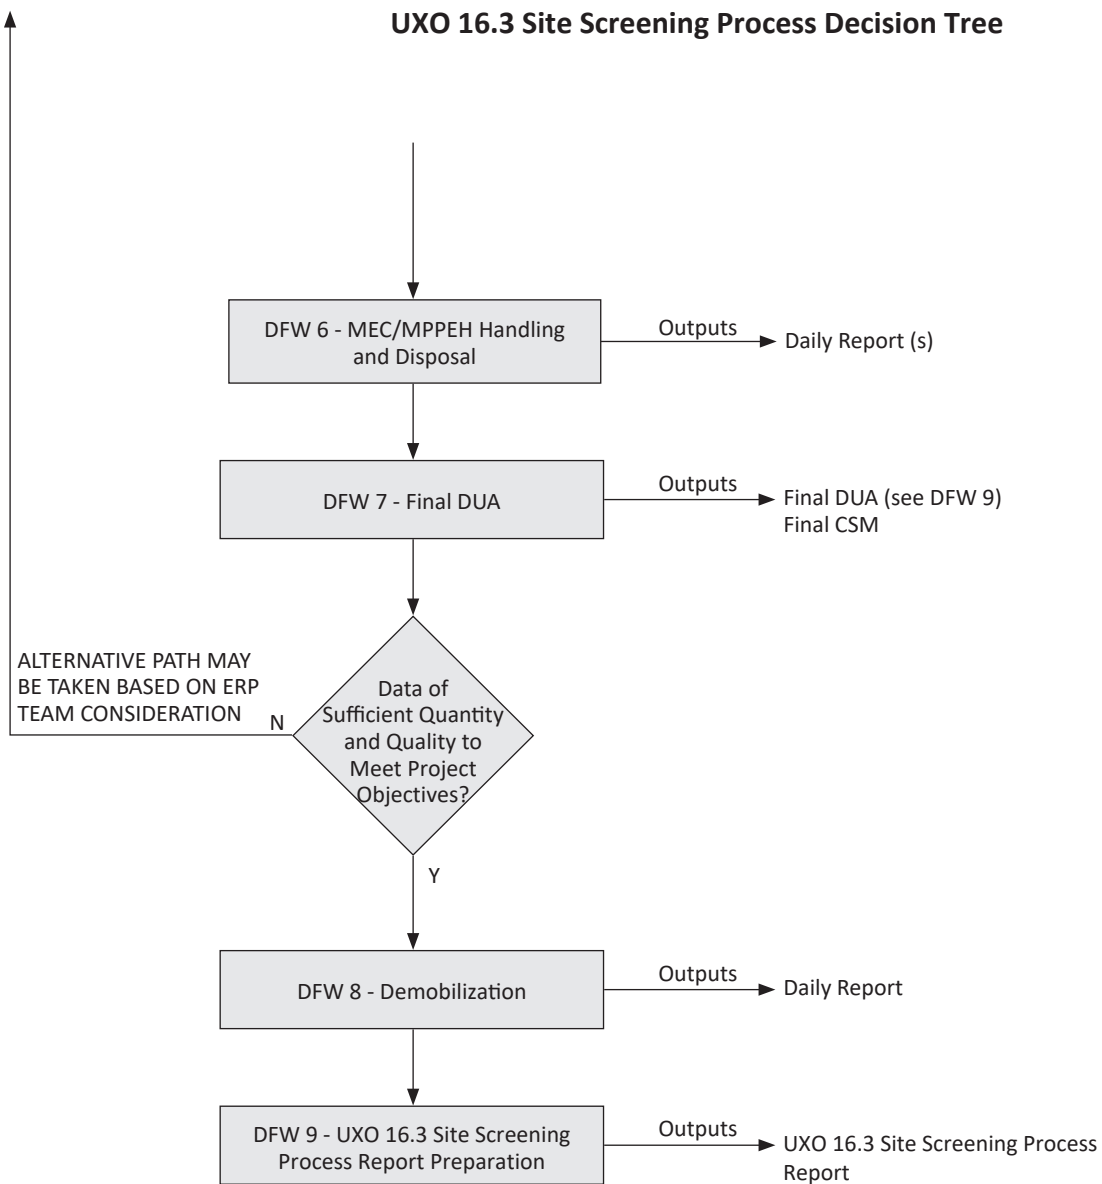 UXO 16.3 Site Screening Process Decision Tree
DFW 6 - MEC/MPPEH Handling
and Disposal
Outputs
Daily Report (s)
DFW 7 - Final DUA
Outputs
Final DUA (see DFW 9)
Final CSM
ALTERNATIVE PATH MAY
BE TAKEN BASED ON ERP
TEAM CONSIDERATION
N
Data of
Sufficient Quantity
and Quality to
Meet Project
Objectives?
Y
DFW 8 - Demobilization
Outputs
Daily Report
DFW 9 - UXO 16.3 Site Screening
Process Report Preparation
Outputs
UXO 16.3 Site Screening Process
Report